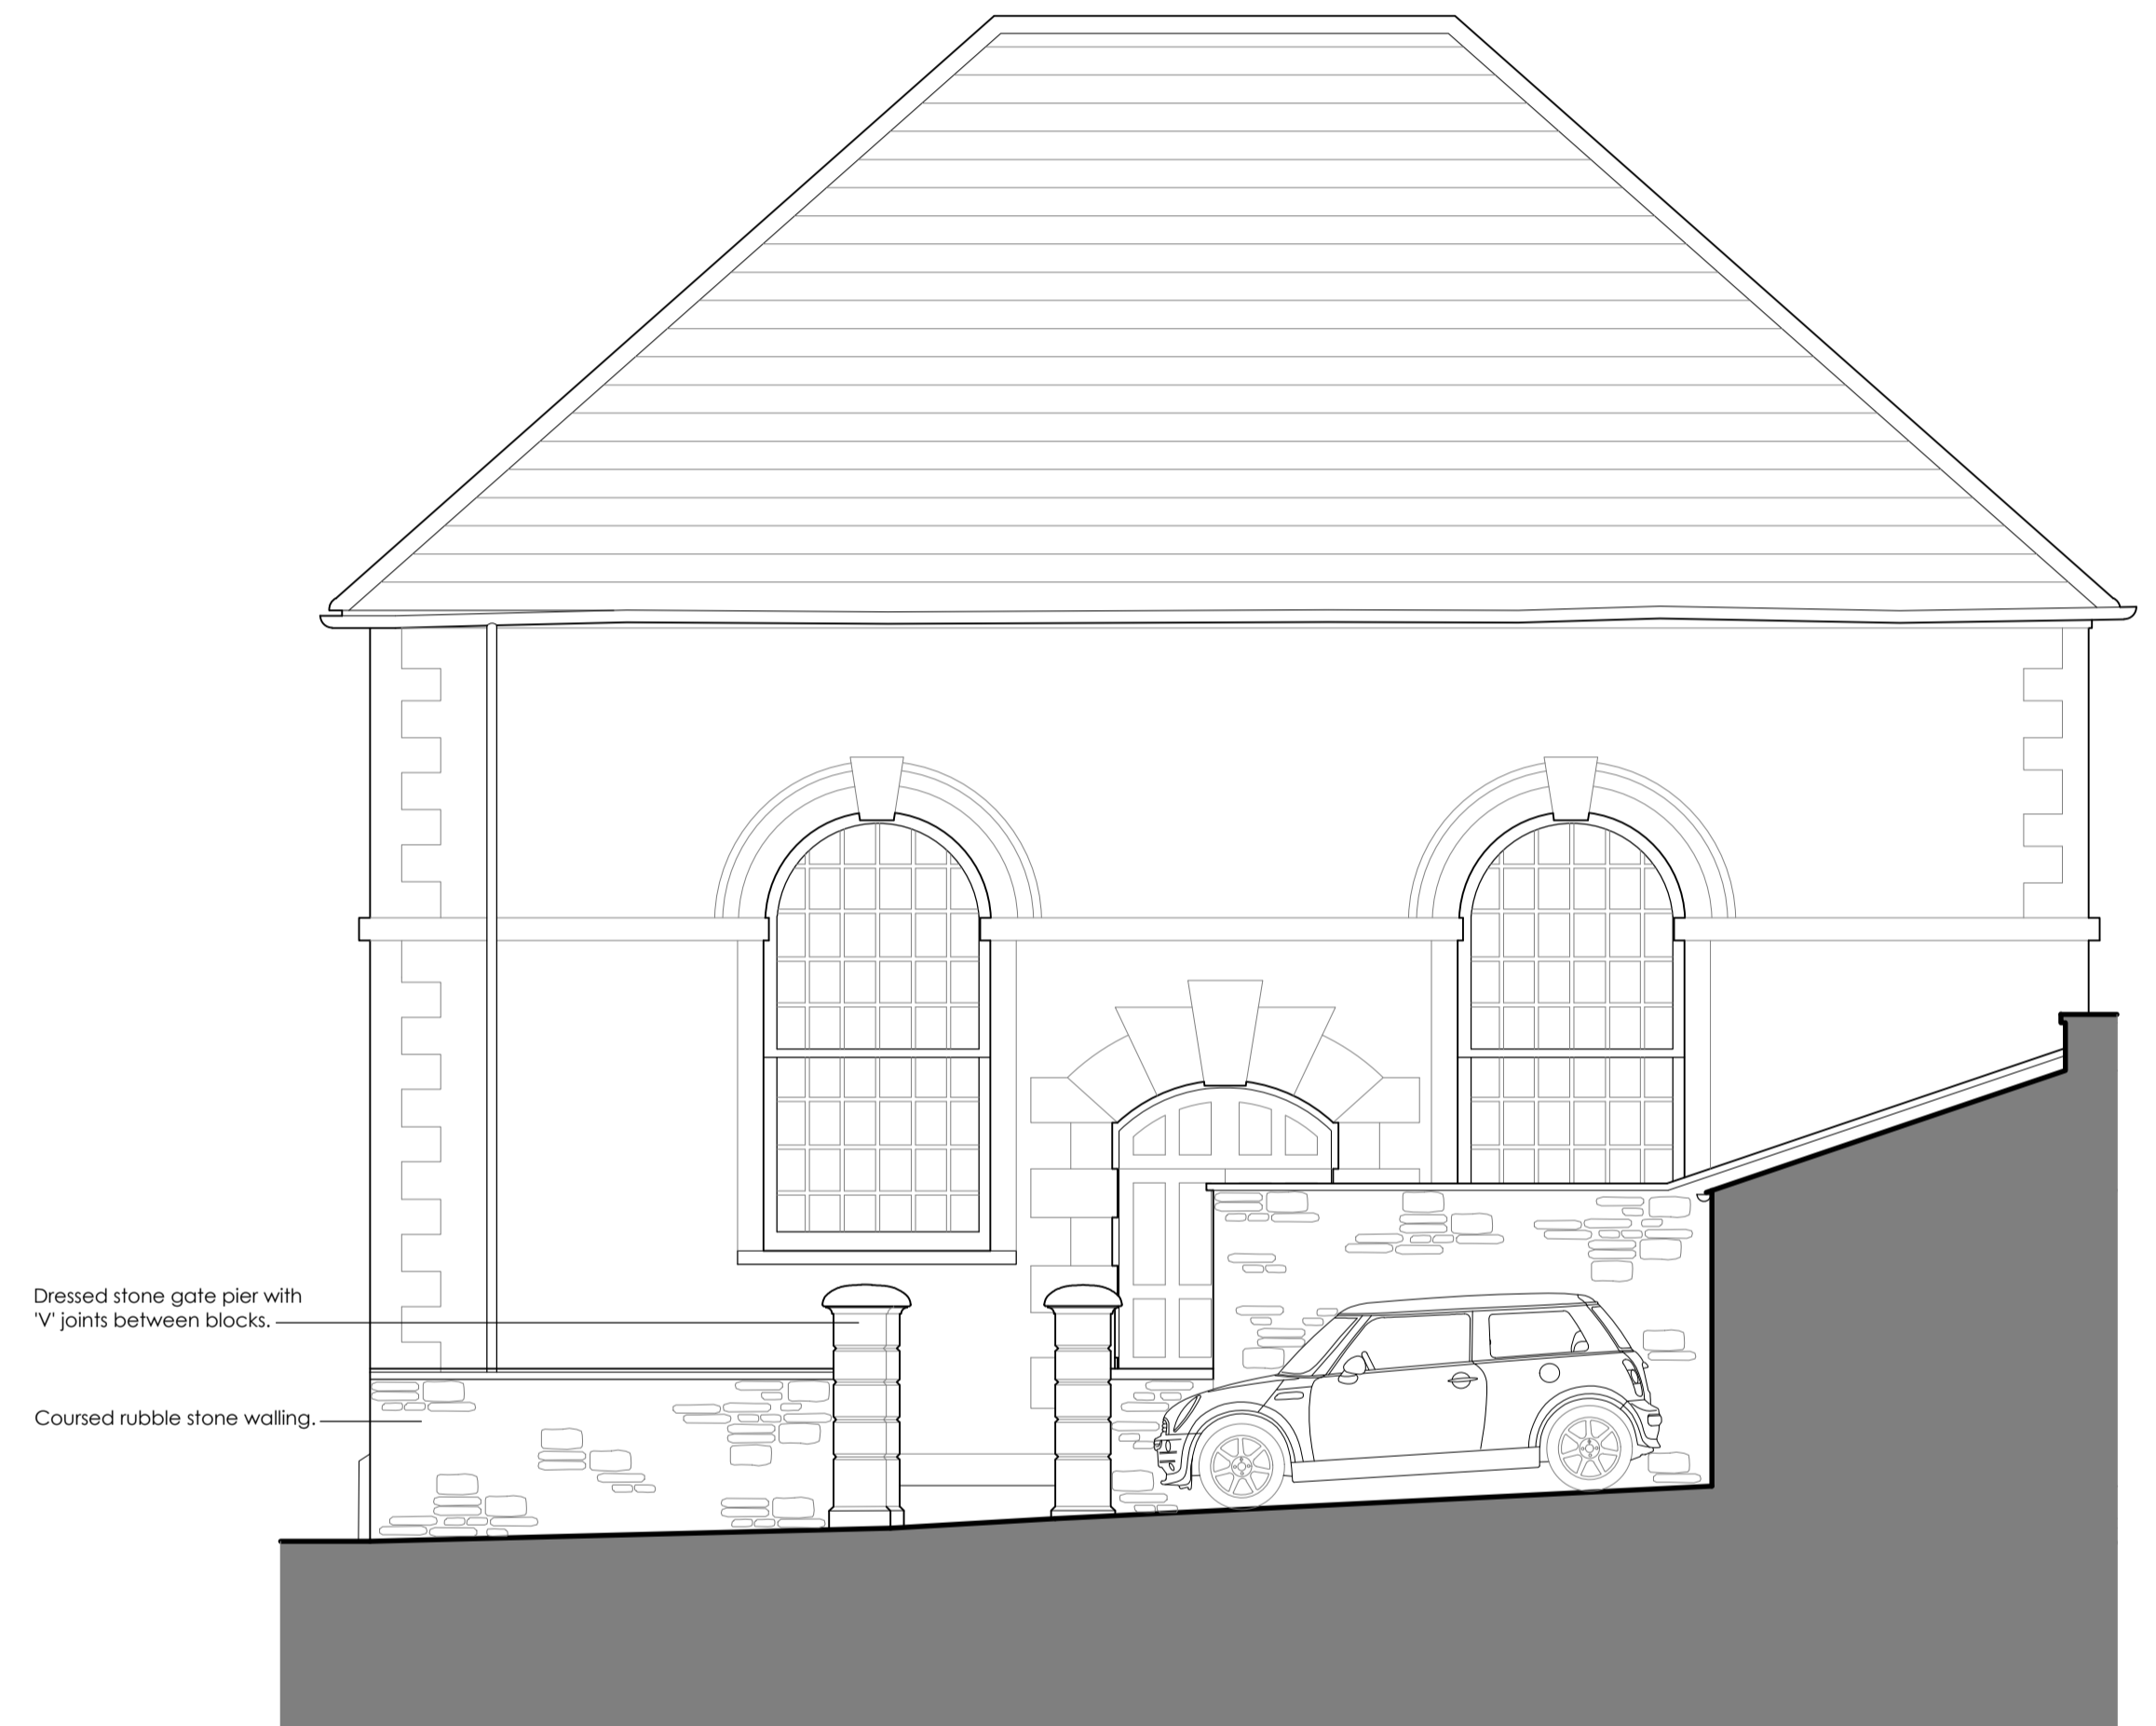 Dressed stone gate pier with
'V' joints between blocks.
Coursed rubble stone walling.